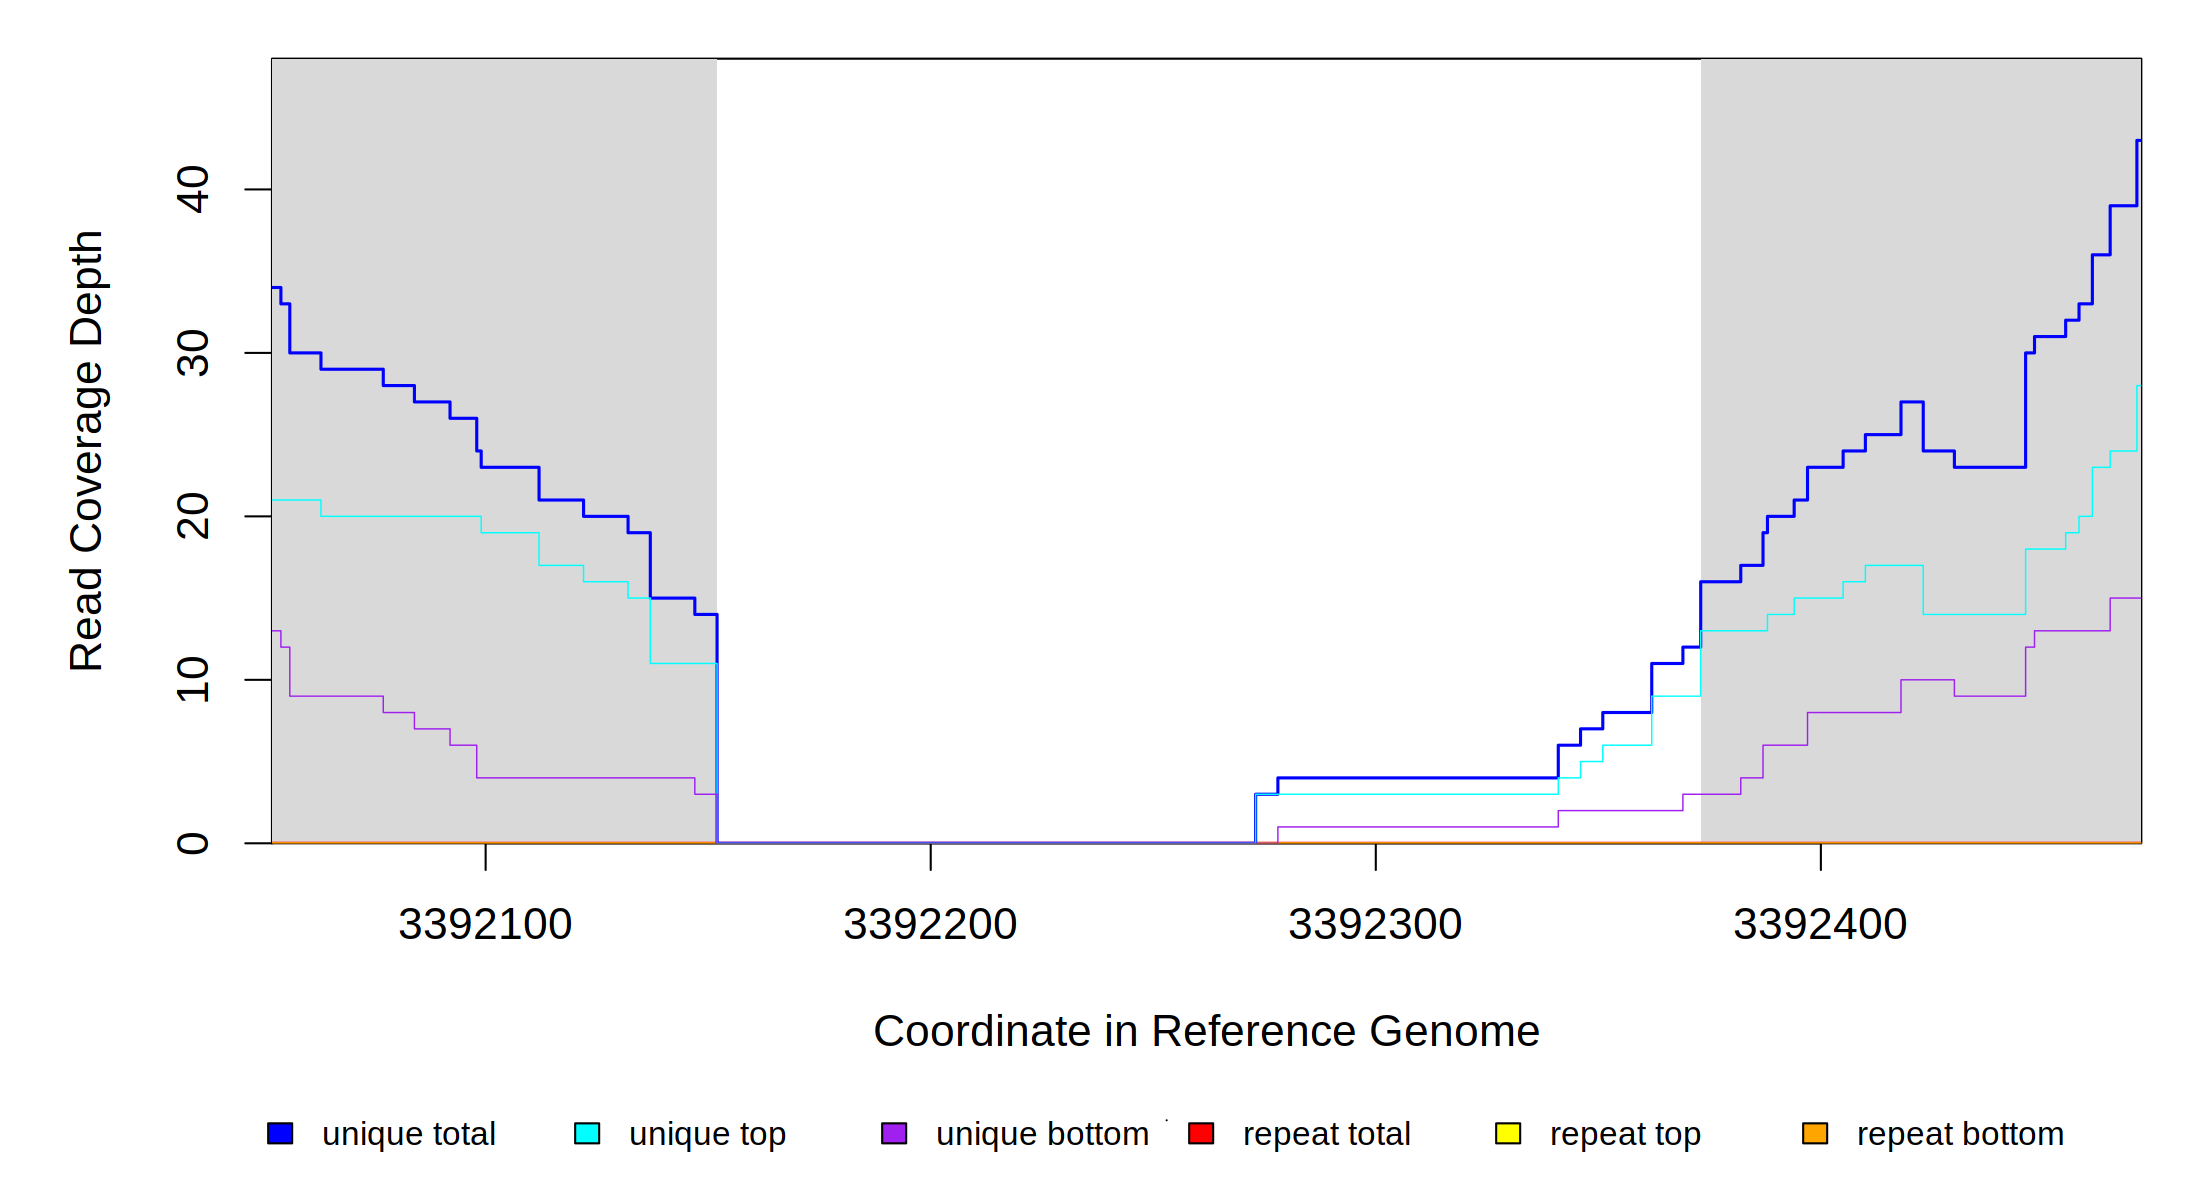 Read Coverage Depth
40
30
20
10
0
3392100 3392200 3392300 3392400
Coordinate in Reference Genome
unique total unique top unique bottom repeat total repeat top repeat bottom